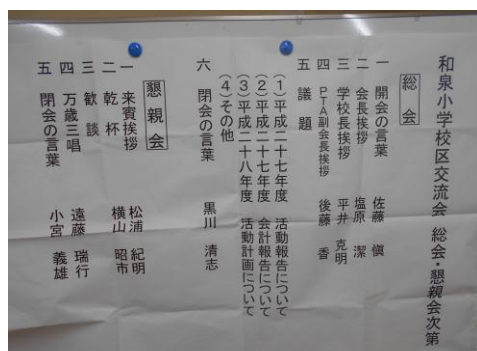 和泉小学校区交流会 総会・懇親会次第
総会
一 開会の言葉 佐藤 愼
二 会長挨拶 塩原 潔
三 学校長挨拶 平井 克明
四 PTA副会長挨拶 後藤 香
五 議題
(1)平成二十七年度 活動報告について
(2)平成二十七年度 会計報告について
(3)平成二十八年度 活動計画について
(4)その他
六 閉会の言葉 黒川 清志
懇親会
一 来賓挨拶 松浦 紀明
二 乾杯 横山 昭市
三 歓談
四 万歳三唱 遠藤 瑞行
五 閉会の言葉 小宮 義雄